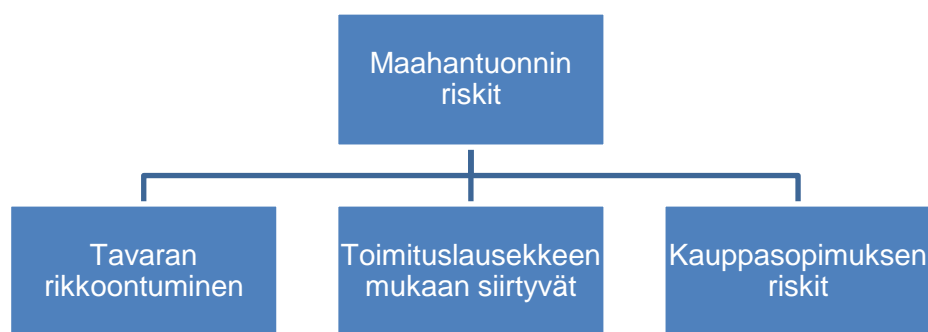 Maahantuonnin
riskit
Tavaran
rikkoontuminen
Toimituslausekkeen
mukaan siirtyvät
Kauppasopimuksen
riskit